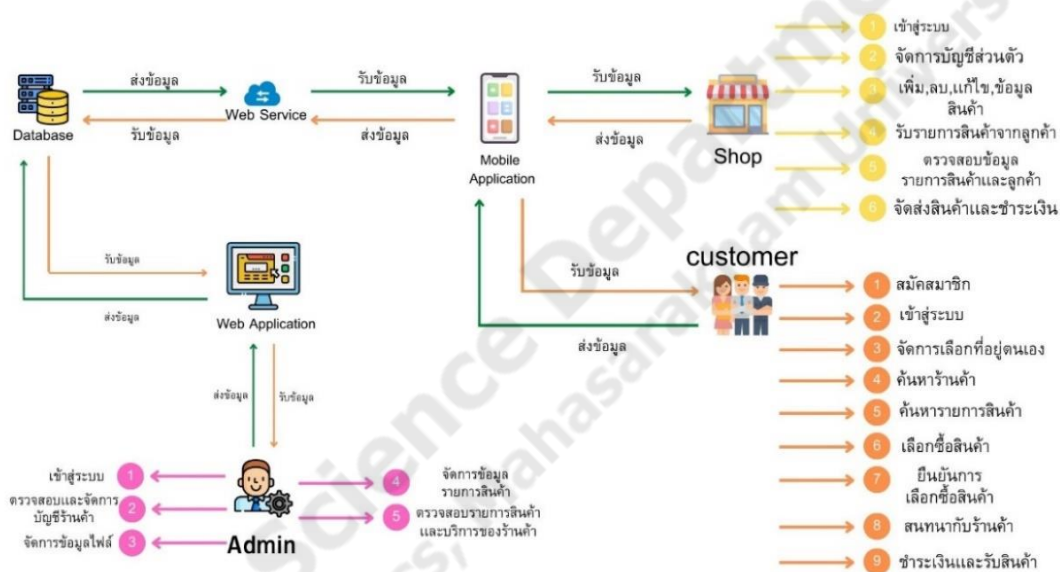 ส่งข้อมูล
รับข้อมูล
Database
Web Service
รับข้อมูล
ส่งข้อมูล
Mobile
Application
รับข้อมูล
ส่งข้อมูล
Shop
1 เข้าสู่ระบบ
2 จัดการบัญชีส่วนตัว
3 เพิ่ม,ลบ,แก้ไข,ข้อมูล
สินค้า
4 รับรายการสินค้าจากลูกค้า
5 ตรวจสอบข้อมูล
รายการสินค้าและลูกค้า
6 จัดส่งสินค้าและชำระเงิน
รับข้อมูล
ส่งข้อมูล
Web Application
ส่งข้อมูล
รับข้อมูล
รับข้อมูล
ส่งข้อมูล
customer
1 สมัคสมาชิก
2 เข้าสู่ระบบ
3 จัดการเลือกที่อยู่ตนเอง
4 ค้นหาร้านค้า
5 ค้นหารายการสินค้า
6 เลือกซื้อสินค้า
7 ยืนยันการ
เลือกซื้อสินค้า
8 สนทนากับร้านค้า
9 ชำระเงินและรับสินค้า
เข้าสู่ระบบ 1
ตรวจสอบและจัดการ
บัญชีร้านค้า 2
จัดการข้อมูลไฟล์ 3
Admin
4 จัดการข้อมูล
รายการสินค้า
5 ตรวจสอบรายการสินค้า
และบริการของร้านค้า